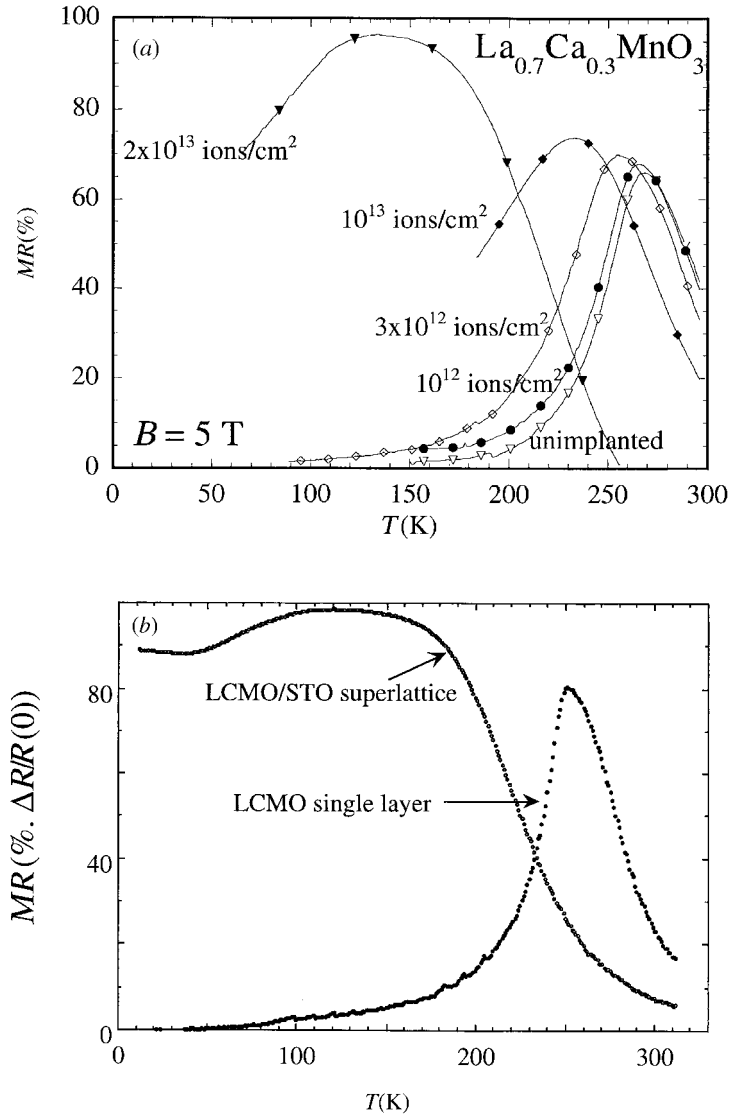 (a)
La0.7Ca0.3MnO3
MR(%)
100
80
60
40
20
0
2x10^13 ions/cm^2
10^13 ions/cm^2
3x10^12 ions/cm^2
10^12 ions/cm^2
unimplanted
B = 5 T
0 50 100 150 200 250 300
T(K)
(b)
MR(%. ΔR/R(0))
80
40
0
LCMO/STO superlattice
LCMO single layer
0 100 200 300
T(K)